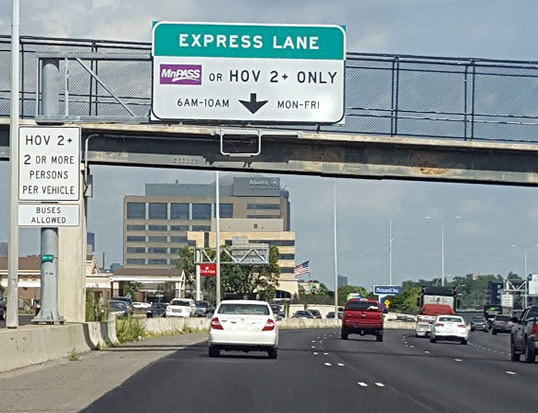 EXPRESS LANE
MnPASS OR HOV 2+ ONLY
6AM-10AM MON-FRI
HOV 2+
2 OR MORE
PERSONS
PER VEHICLE
BUSES
ALLOWED